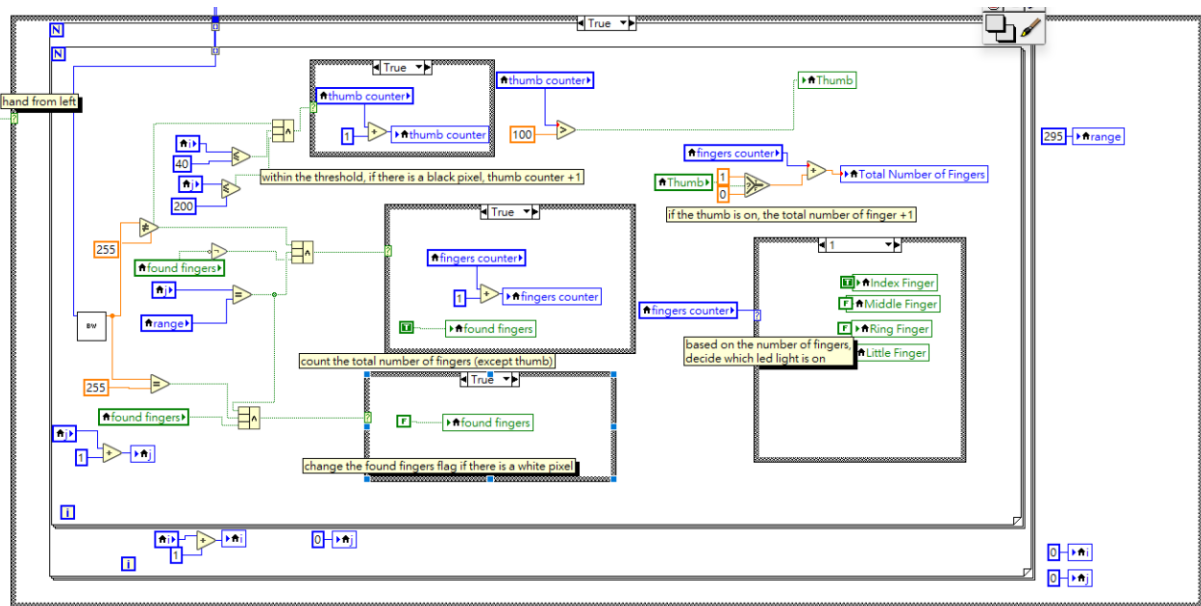 True
N
N
hand from left
True
thumb counter
1
+
thumb counter
thumb counter
100
>
Thumb
295
range
i
40
≤
j
200
≤
within the threshold, if there is a black pixel, thumb counter +1
fingers counter
+
Total Number of Fingers
Thumb
1
0
if the thumb is on, the total number of finger +1
≠
255
found fingers
j
=
range
True
fingers counter
1
+
fingers counter
T
found fingers
count the total number of fingers (except thumb)
1
T
Index Finger
F
Middle Finger
F
Ring Finger
Little Finger
fingers counter
based on the number of fingers,
decide which led light is on
BW
255
=
found fingers
True
F
found fingers
change the found fingers flag if there is a white pixel
j
1
+
j
i
i
+
i
1
0
j
i
0
i
0
j